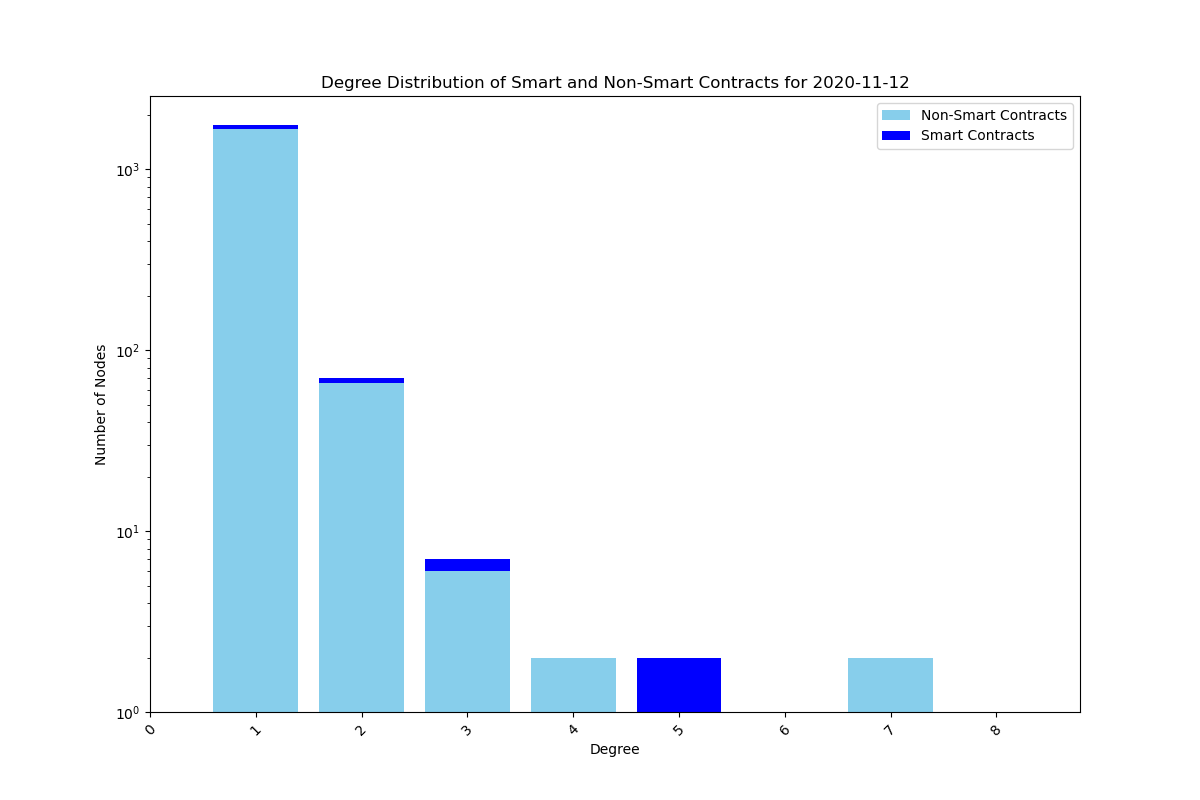 Degree Distribution of Smart and Non-Smart Contracts for 2020-11-12
Non-Smart Contracts
Smart Contracts
Number of Nodes
10³
10²
10¹
10⁰
0 1 2 3 4 5 6 7 8
Degree